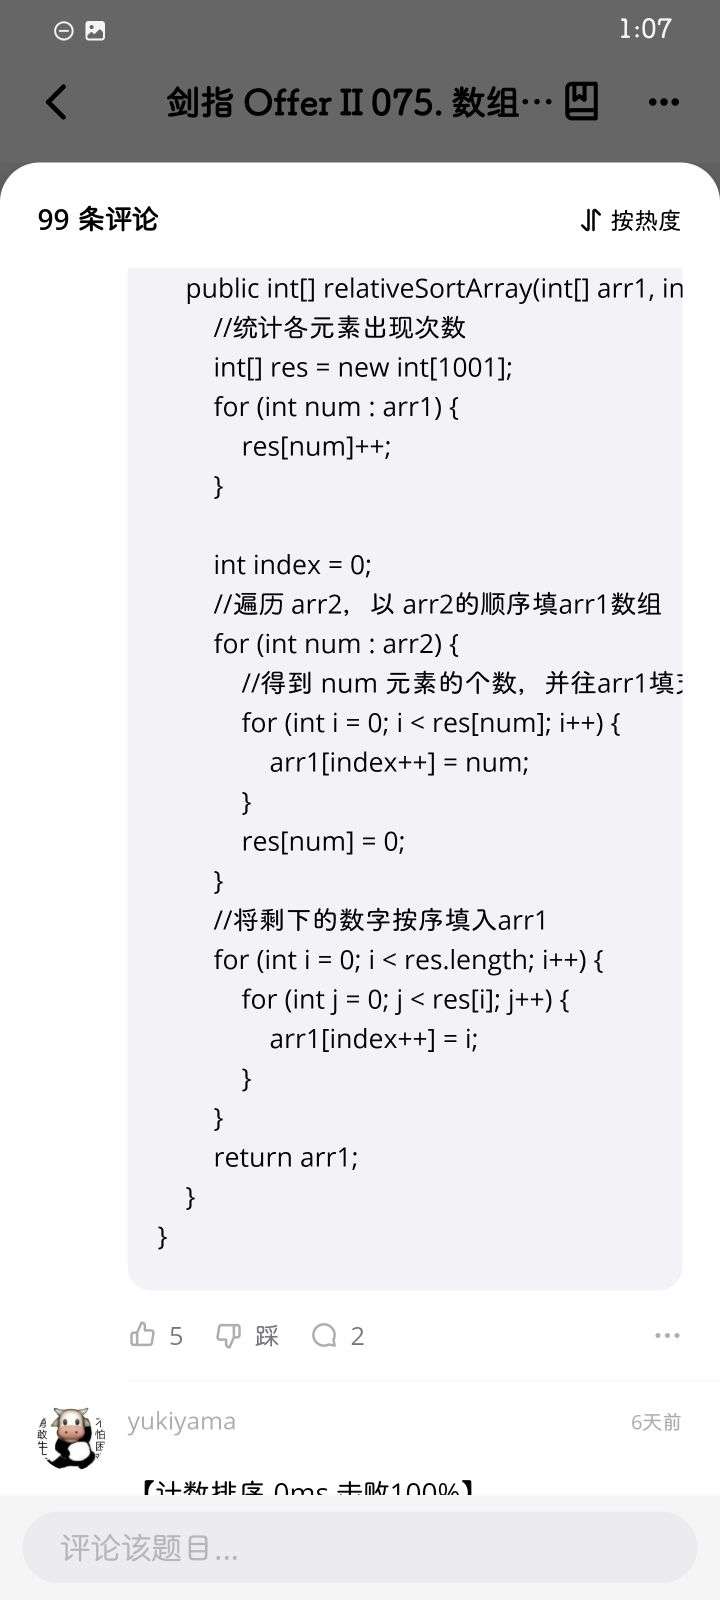 1:07
剑指 Offer II 075. 数组…
99 条评论
按热度
public int[] relativeSortArray(int[] arr1, in
//统计各元素出现次数
int[] res = new int[1001];
for (int num : arr1) {
res[num]++;
}
int index = 0;
//遍历 arr2，以 arr2的顺序填arr1数组
for (int num : arr2) {
//得到 num 元素的个数，并往arr1填
for (int i = 0; i < res[num]; i++) {
arr1[index++] = num;
}
res[num] = 0;
}
//将剩下的数字按序填入arr1
for (int i = 0; i < res.length; i++) {
for (int j = 0; j < res[i]; j++) {
arr1[index++] = i;
}
}
return arr1;
}
}
5 踩 2
yukiyama
6天前
【计数排序 0ms 击败100%】
评论该题目...